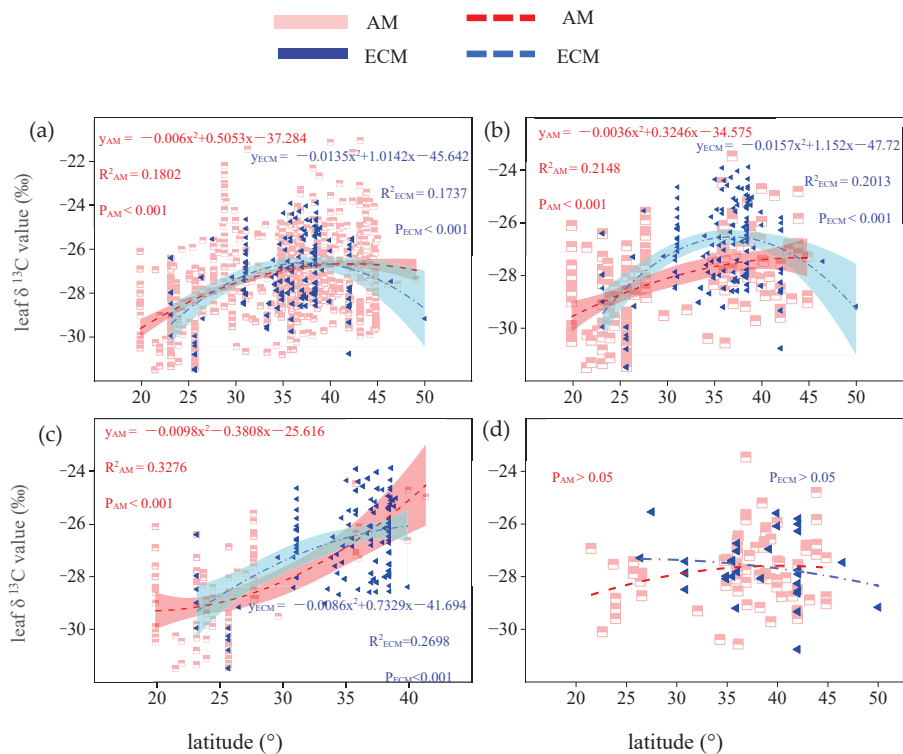 AM AM
ECM ECM
(a)
y_AM = −0.006x²+0.5053x−37.284
y_ECM = −0.0135x²+1.0142x−45.642
R²_AM = 0.1802
R²_ECM = 0.1737
P_AM < 0.001
P_ECM < 0.001
leaf δ ¹³C value (‰)
−22
−24
−26
−28
−30
20 25 30 35 40 45 50
(b)
y_AM = −0.0036x²+0.3246x−34.575
y_ECM = −0.0157x²+1.152x−47.72
R²_AM = 0.2148
R²_ECM = 0.2013
P_AM < 0.001
P_ECM < 0.001
−24
−26
−28
−30
20 25 30 35 40 45 50
(c)
y_AM = −0.0098x²−0.3808x−25.616
R²_AM = 0.3276
P_AM < 0.001
y_ECM = −0.0086x²+0.7329x−41.694
R²_ECM=0.2698
P_ECM<0.001
leaf δ ¹³C value (‰)
−24
−26
−28
−30
20 25 30 35 40
latitude (°)
(d)
P_AM > 0.05
P_ECM > 0.05
−24
−26
−28
−30
20 25 30 35 40 45 50
latitude (°)